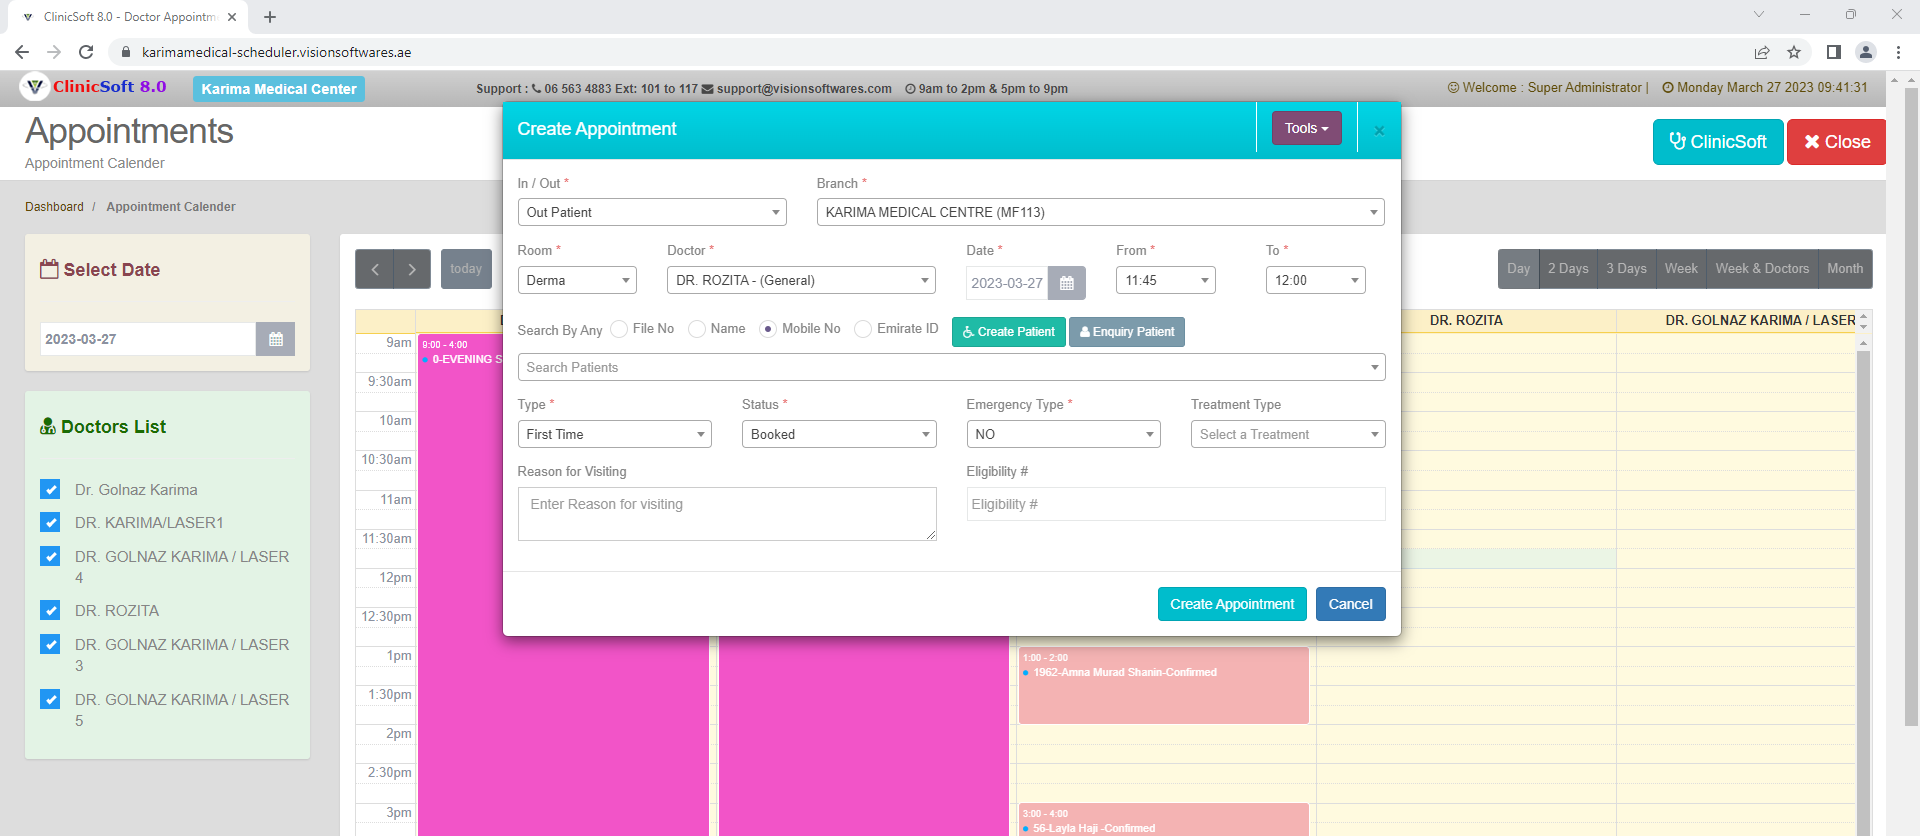 ClinicSoft 8.0 - Doctor Appointm
karimamedical-scheduler.visionsoftwares.ae
ClinicSoft 8.0
Karima Medical Center
Support : 06 563 4883 Ext: 101 to 117 support@visionsoftwares.com 9am to 2pm & 5pm to 9pm
Welcome : Super Administrator | Monday March 27 2023 09:41:31
Appointments
Appointment Calender
ClinicSoft
Close
Dashboard / Appointment Calender
Select Date
2023-03-27
Doctors List
Dr. Golnaz Karima
DR. KARIMA/LASER1
DR. GOLNAZ KARIMA / LASER
4
DR. ROZITA
DR. GOLNAZ KARIMA / LASER
3
DR. GOLNAZ KARIMA / LASER
5
today
Day 2 Days 3 Days Week Week & Doctors Month
DR. ROZITA
DR. GOLNAZ KARIMA / LASER
9am
9:30am
10am
10:30am
11am
11:30am
12pm
12:30pm
1pm
1:30pm
2pm
2:30pm
3pm
9:00 - 4:00
0-EVENING S
1:00 - 2:00
1962-Amna Murad Shanin-Confirmed
3:00 - 4:00
56-Layla Haji -Confirmed
Create Appointment
Tools
×
In / Out *
Branch *
Out Patient
KARIMA MEDICAL CENTRE (MF113)
Room *
Doctor *
Date *
From *
To *
Derma
DR. ROZITA - (General)
2023-03-27
11:45
12:00
Search By Any File No Name Mobile No Emirate ID Create Patient Enquiry Patient
Search Patients
Type *
Status *
Emergency Type *
Treatment Type
First Time
Booked
NO
Select a Treatment
Reason for Visiting
Eligibility #
Enter Reason for visiting
Eligibility #
Create Appointment
Cancel